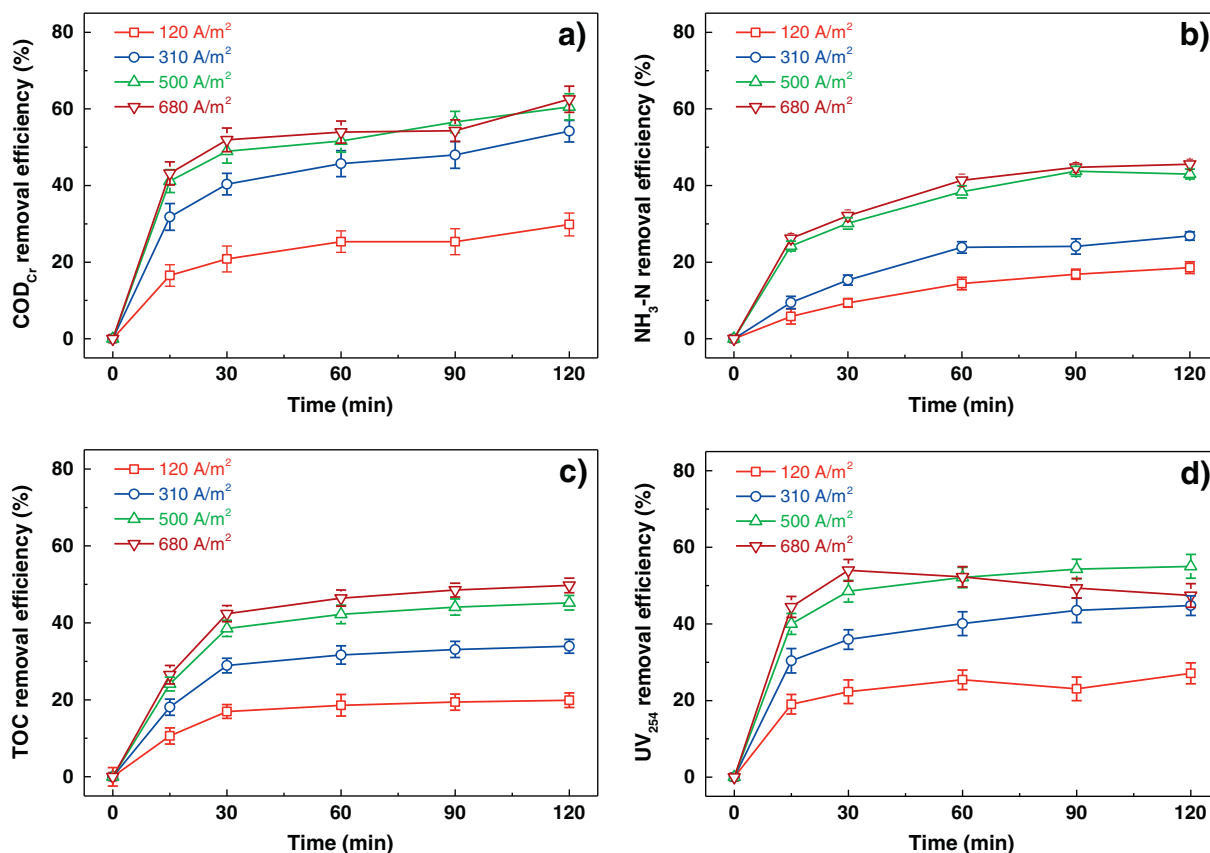 a)
120 A/m²
310 A/m²
500 A/m²
680 A/m²
COD_Cr removal efficiency (%)
80
60
40
20
0
0 30 60 90 120
Time (min)
b)
120 A/m²
310 A/m²
500 A/m²
680 A/m²
NH₃-N removal efficiency (%)
80
60
40
20
0
0 30 60 90 120
Time (min)
c)
120 A/m²
310 A/m²
500 A/m²
680 A/m²
TOC removal efficiency (%)
80
60
40
20
0
0 30 60 90 120
Time (min)
d)
120 A/m²
310 A/m²
500 A/m²
680 A/m²
UV₂₅₄ removal efficiency (%)
80
60
40
20
0
0 30 60 90 120
Time (min)